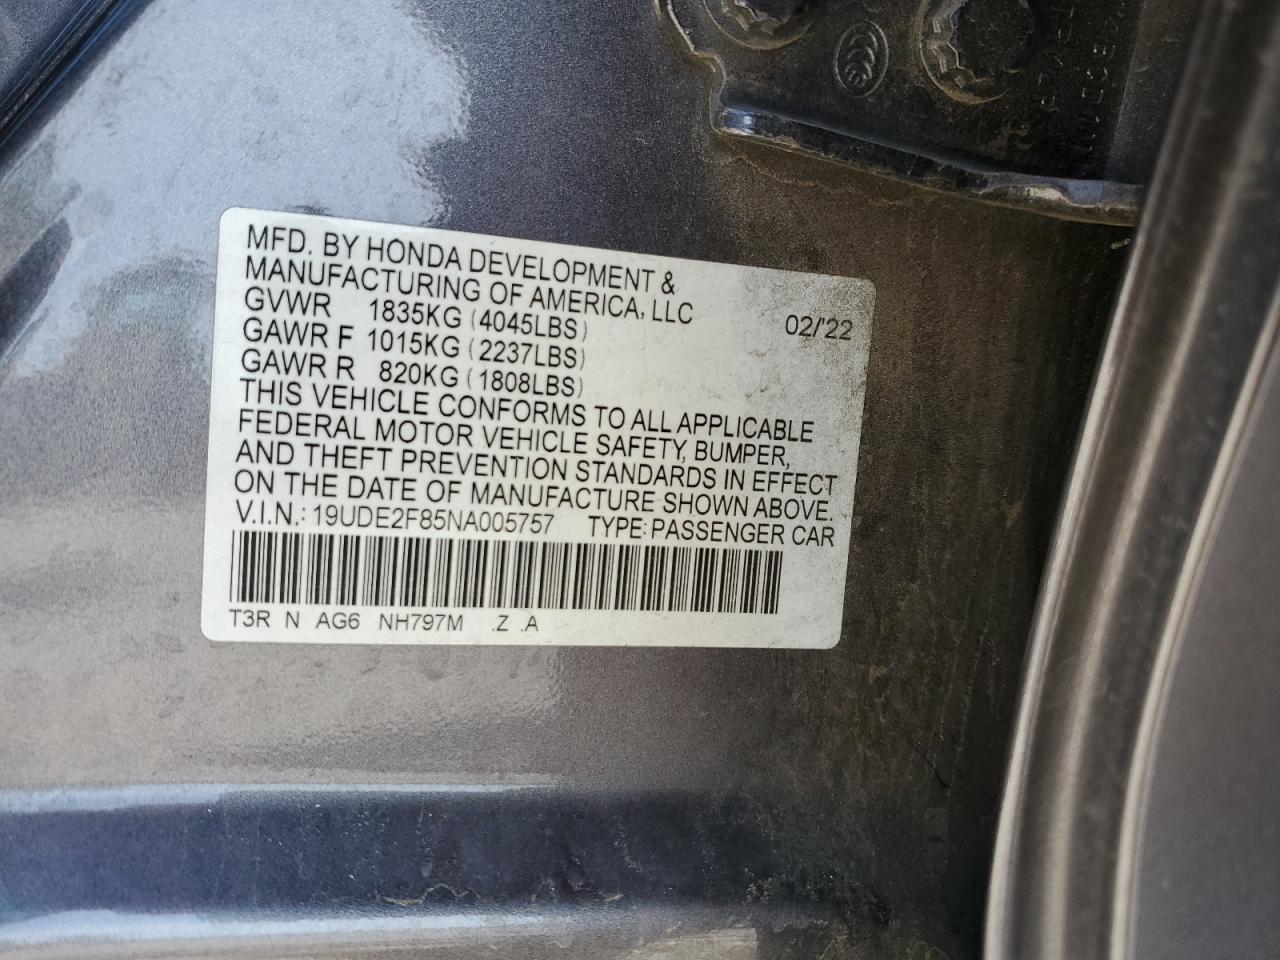 MFD. BY HONDA DEVELOPMENT &
MANUFACTURING OF AMERICA, LLC
GVWR 1835KG (4045LBS) 02/'22
GAWR F 1015KG (2237LBS)
GAWR R 820KG (1808LBS)
THIS VEHICLE CONFORMS TO ALL APPLICABLE
FEDERAL MOTOR VEHICLE SAFETY, BUMPER,
AND THEFT PREVENTION STANDARDS IN EFFECT
ON THE DATE OF MANUFACTURE SHOWN ABOVE.
V.I.N.: 19UDE2F85NA005757 TYPE: PASSENGER CAR
T3R N AG6 NH797M .Z .A